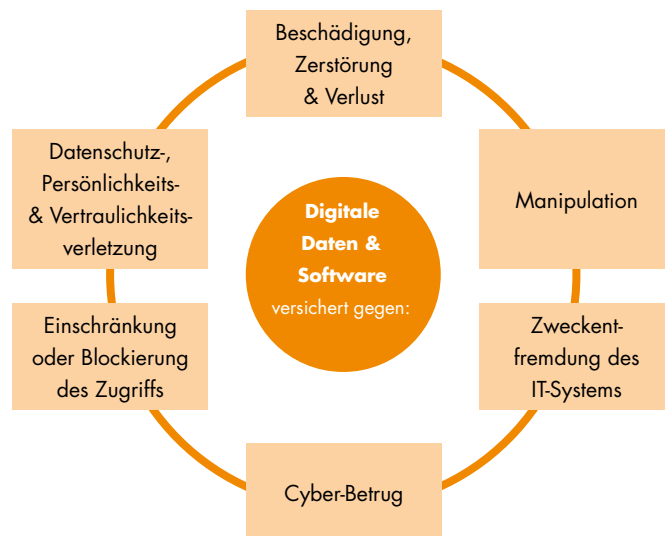 Beschädigung,
Zerstörung
& Verlust
Datenschutz-,
Persönlichkeits-
& Vertraulichkeits-
verletzung
Digitale
Daten &
Software
versichert gegen:
Manipulation
Einschränkung
oder Blockierung
des Zugriffs
Zweckent-
fremdung des
IT-Systems
Cyber-Betrug